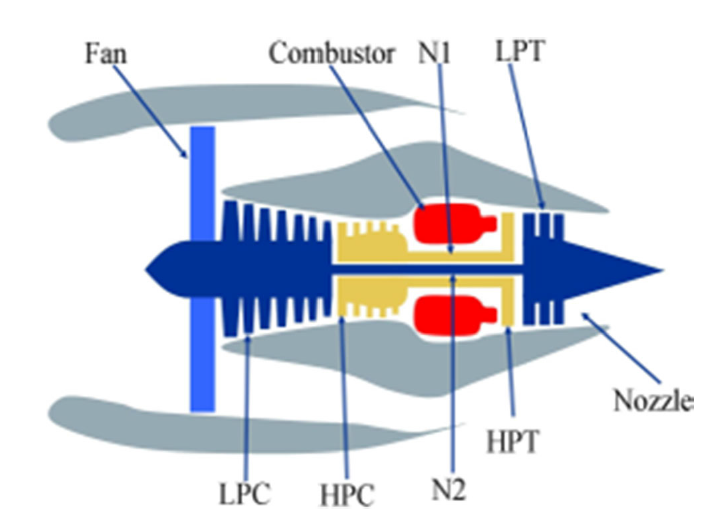 Fan
Combustor
N1
LPT
Nozzle
HPT
LPC
HPC
N2